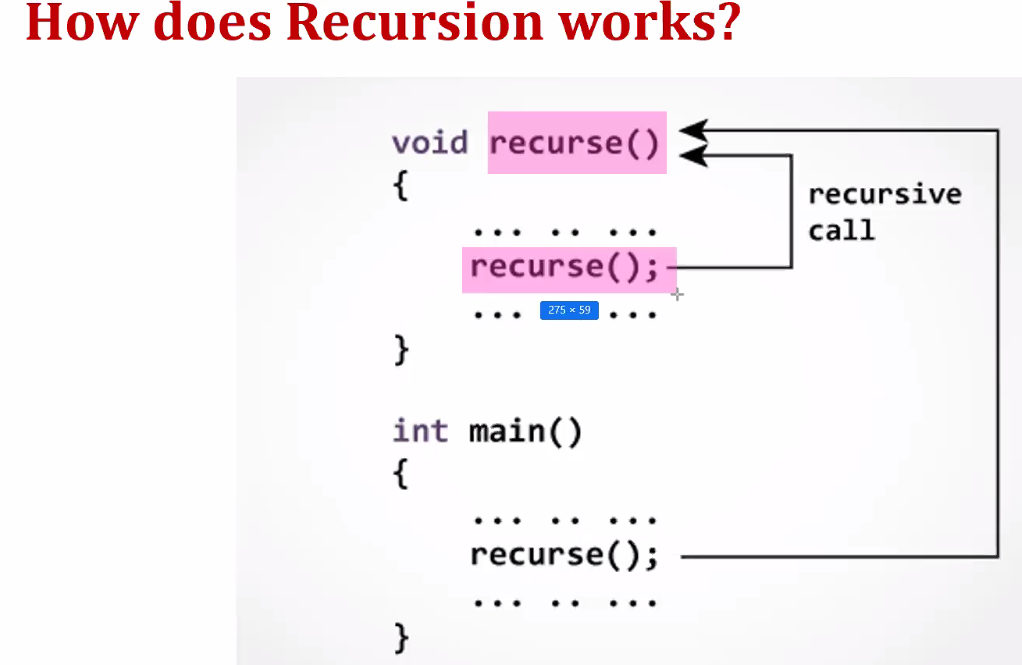 How does Recursion works?
void recurse()
{
... .. ...
recurse();
... ...
275 × 59
}
recursive
call
int main()
{
... .. ...
recurse();
... .. ...
}